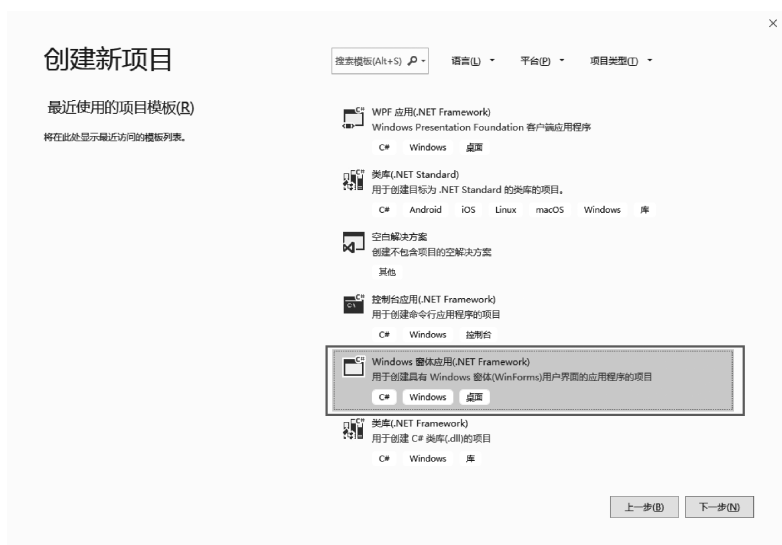 创建新项目
搜索模板(Alt+S)
语言(L)
平台(P)
项目类型(T)
最近使用的项目模板(R)
将在此处显示最近访问的模板列表。
WPF 应用(.NET Framework)
Windows Presentation Foundation 客户端应用程序
C# Windows 桌面
类库(.NET Standard)
用于创建目标为 .NET Standard 的类库的项目。
C# Android iOS Linux macOS Windows 库
空白解决方案
创建不包含项目的空解决方案
其他
控制台应用(.NET Framework)
用于创建命令行应用程序的项目
C# Windows 控制台
Windows 窗体应用(.NET Framework)
用于创建具有 Windows 窗体(WinForms)用户界面的应用程序的项目
C# Windows 桌面
类库(.NET Framework)
用于创建 C# 类库(.dll)的项目
C# Windows 库
上一步(B)
下一步(N)